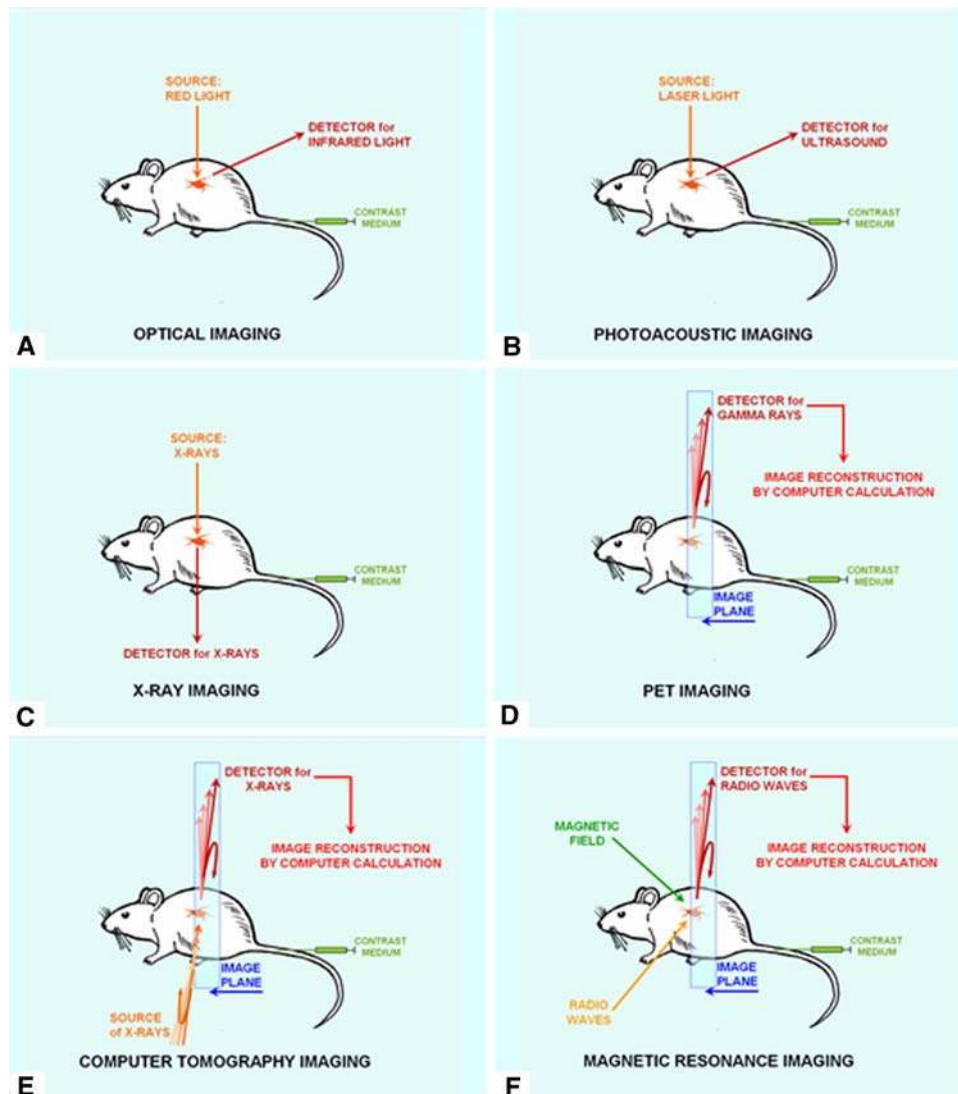 SOURCE:
RED LIGHT
DETECTOR for
INFRARED LIGHT
CONTRAST
MEDIUM
OPTICAL IMAGING
A
SOURCE:
LASER LIGHT
DETECTOR for
ULTRASOUND
CONTRAST
MEDIUM
PHOTOACOUSTIC IMAGING
B
SOURCE:
X-RAYS
CONTRAST
MEDIUM
DETECTOR for X-RAYS
X-RAY IMAGING
C
DETECTOR for
GAMMA RAYS
IMAGE RECONSTRUCTION
BY COMPUTER CALCULATION
CONTRAST
MEDIUM
IMAGE
PLANE
PET IMAGING
D
DETECTOR for
X-RAYS
IMAGE RECONSTRUCTION
BY COMPUTER CALCULATION
CONTRAST
MEDIUM
IMAGE
PLANE
SOURCE
of X-RAYS
COMPUTER TOMOGRAPHY IMAGING
E
DETECTOR for
RADIO WAVES
MAGNETIC
FIELD
IMAGE RECONSTRUCTION
BY COMPUTER CALCULATION
CONTRAST
MEDIUM
IMAGE
PLANE
RADIO
WAVES
MAGNETIC RESONANCE IMAGING
F